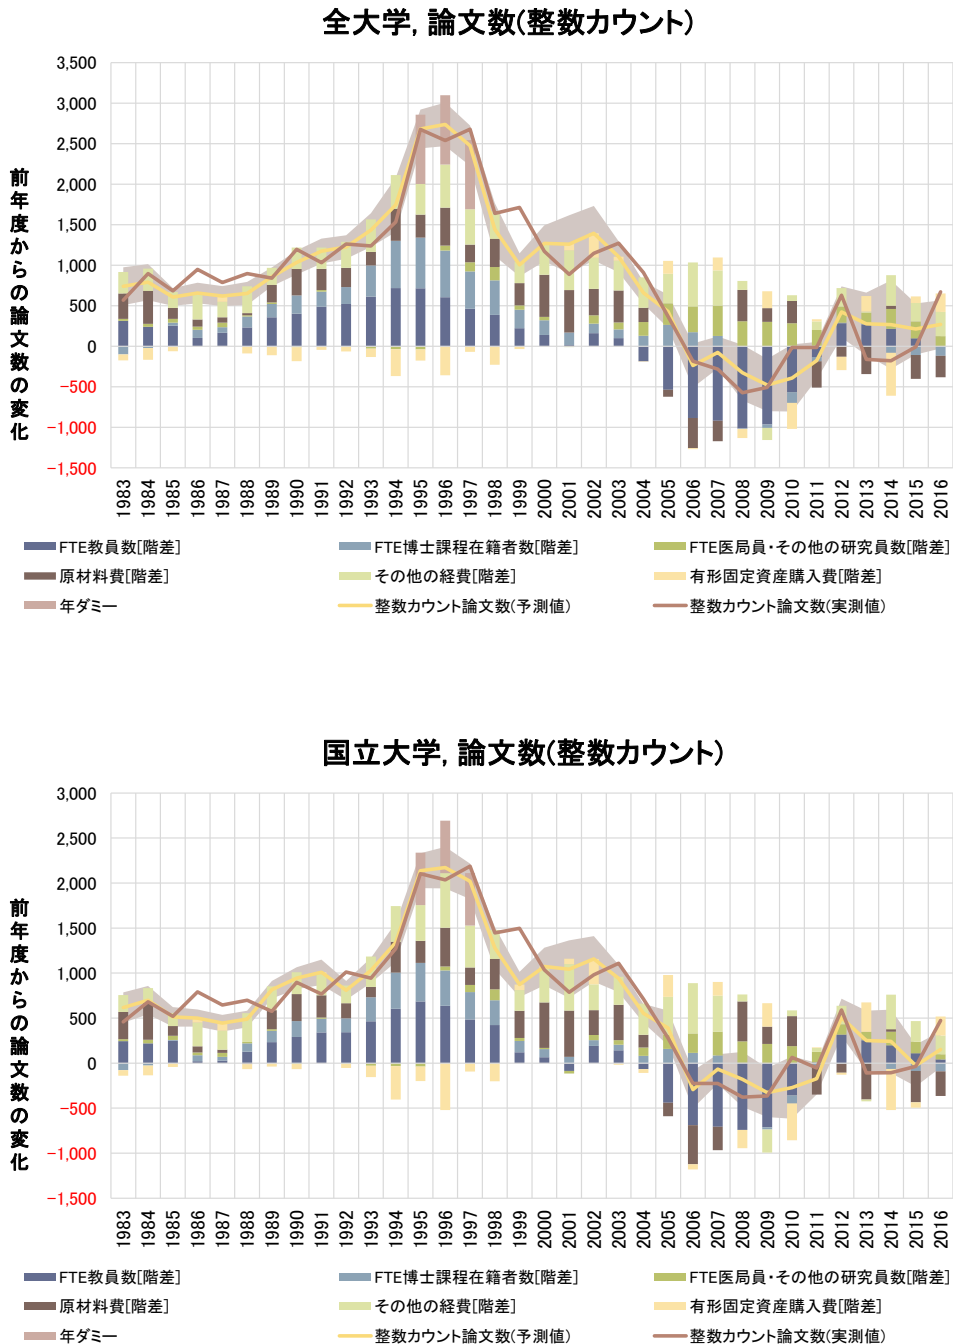 全大学, 論文数(整数カウント)
前年度からの論文数の変化
3,500
3,000
2,500
2,000
1,500
1,000
500
0
−500
−1,000
−1,500
1983 1984 1985 1986 1987 1988 1989 1990 1991 1992 1993 1994 1995 1996 1997 1998 1999 2000 2001 2002 2003 2004 2005 2006 2007 2008 2009 2010 2011 2012 2013 2014 2015 2016
FTE教員数[階差] FTE博士課程在籍者数[階差] FTE医局員・その他の研究員数[階差]
原材料費[階差] その他の経費[階差] 有形固定資産購入費[階差]
年ダミー 整数カウント論文数(予測値) 整数カウント論文数(実測値)
国立大学, 論文数(整数カウント)
前年度からの論文数の変化
3,000
2,500
2,000
1,500
1,000
500
0
−500
−1,000
−1,500
1983 1984 1985 1986 1987 1988 1989 1990 1991 1992 1993 1994 1995 1996 1997 1998 1999 2000 2001 2002 2003 2004 2005 2006 2007 2008 2009 2010 2011 2012 2013 2014 2015 2016
FTE教員数[階差] FTE博士課程在籍者数[階差] FTE医局員・その他の研究員数[階差]
原材料費[階差] その他の経費[階差] 有形固定資産購入費[階差]
年ダミー 整数カウント論文数(予測値) 整数カウント論文数(実測値)